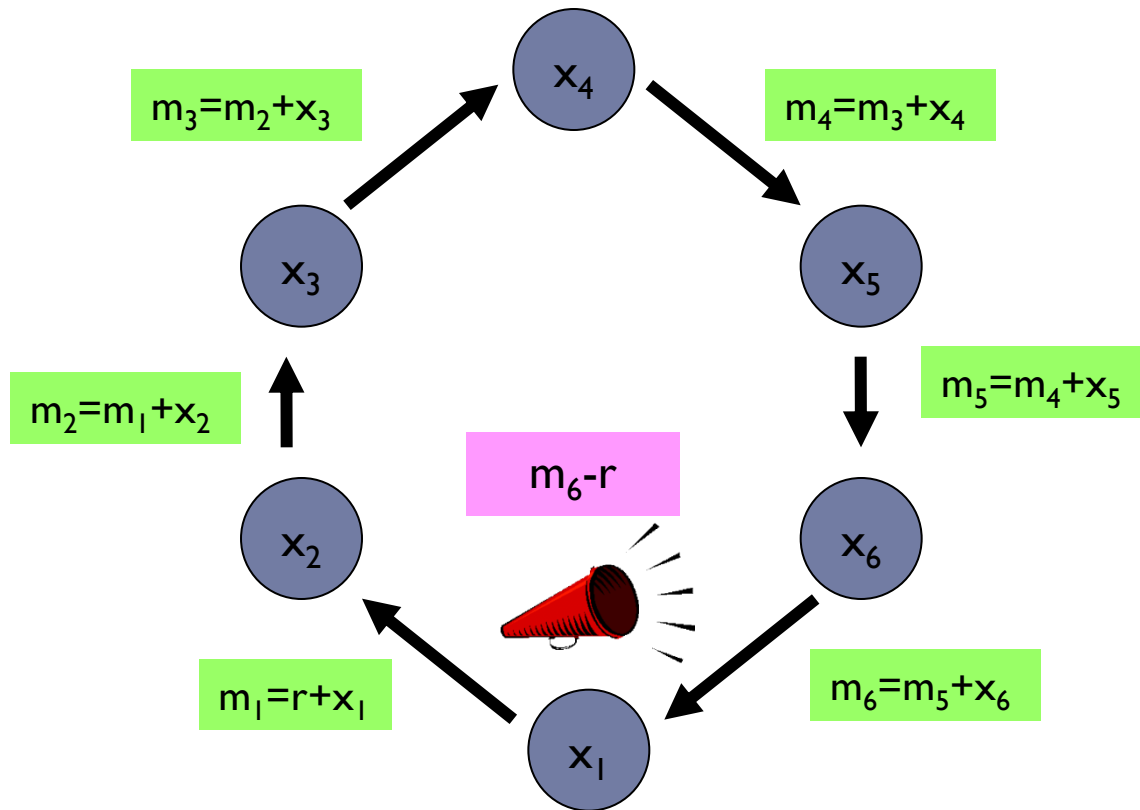 x₄
m₃=m₂+x₃
m₄=m₃+x₄
x₃
x₅
m₂=m₁+x₂
m₅=m₄+x₅
m₆-r
x₂
x₆
m₁=r+x₁
m₆=m₅+x₆
x₁